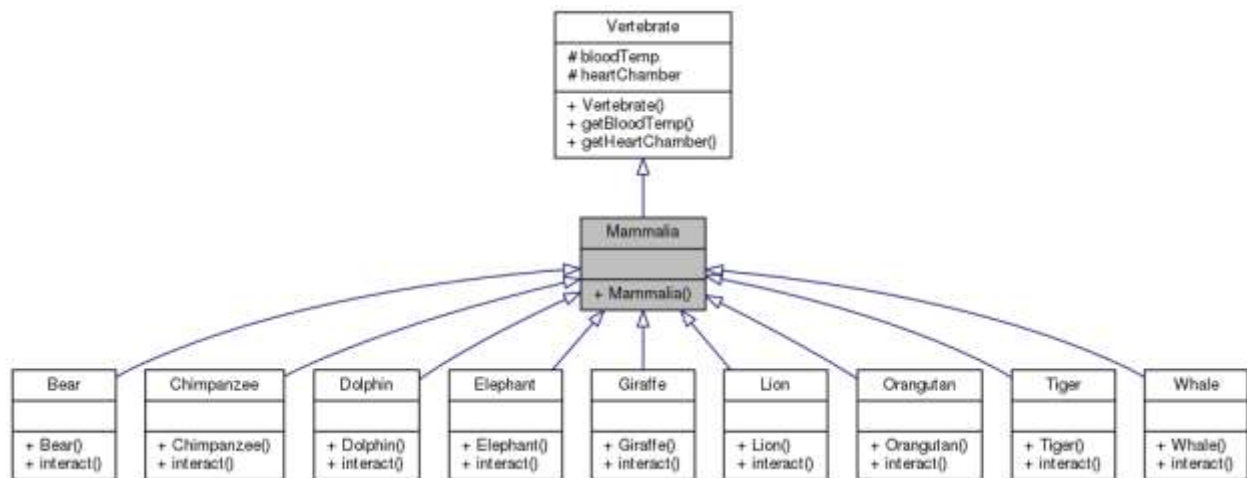 Vertebrate
# bloodTemp
# heartChamber
+ Vertebrate()
+ getBloodTemp()
+ getHeartChamber()
Mammalia
+ Mammalia()
Bear
+ Bear()
+ interact()
Chimpanzee
+ Chimpanzee()
+ interact()
Dolphin
+ Dolphin()
+ interact()
Elephant
+ Elephant()
+ interact()
Giraffe
+ Giraffe()
+ interact()
Lion
+ Lion()
+ interact()
Orangutan
+ Orangutan()
+ interact()
Tiger
+ Tiger()
+ interact()
Whale
+ Whale()
+ interact()